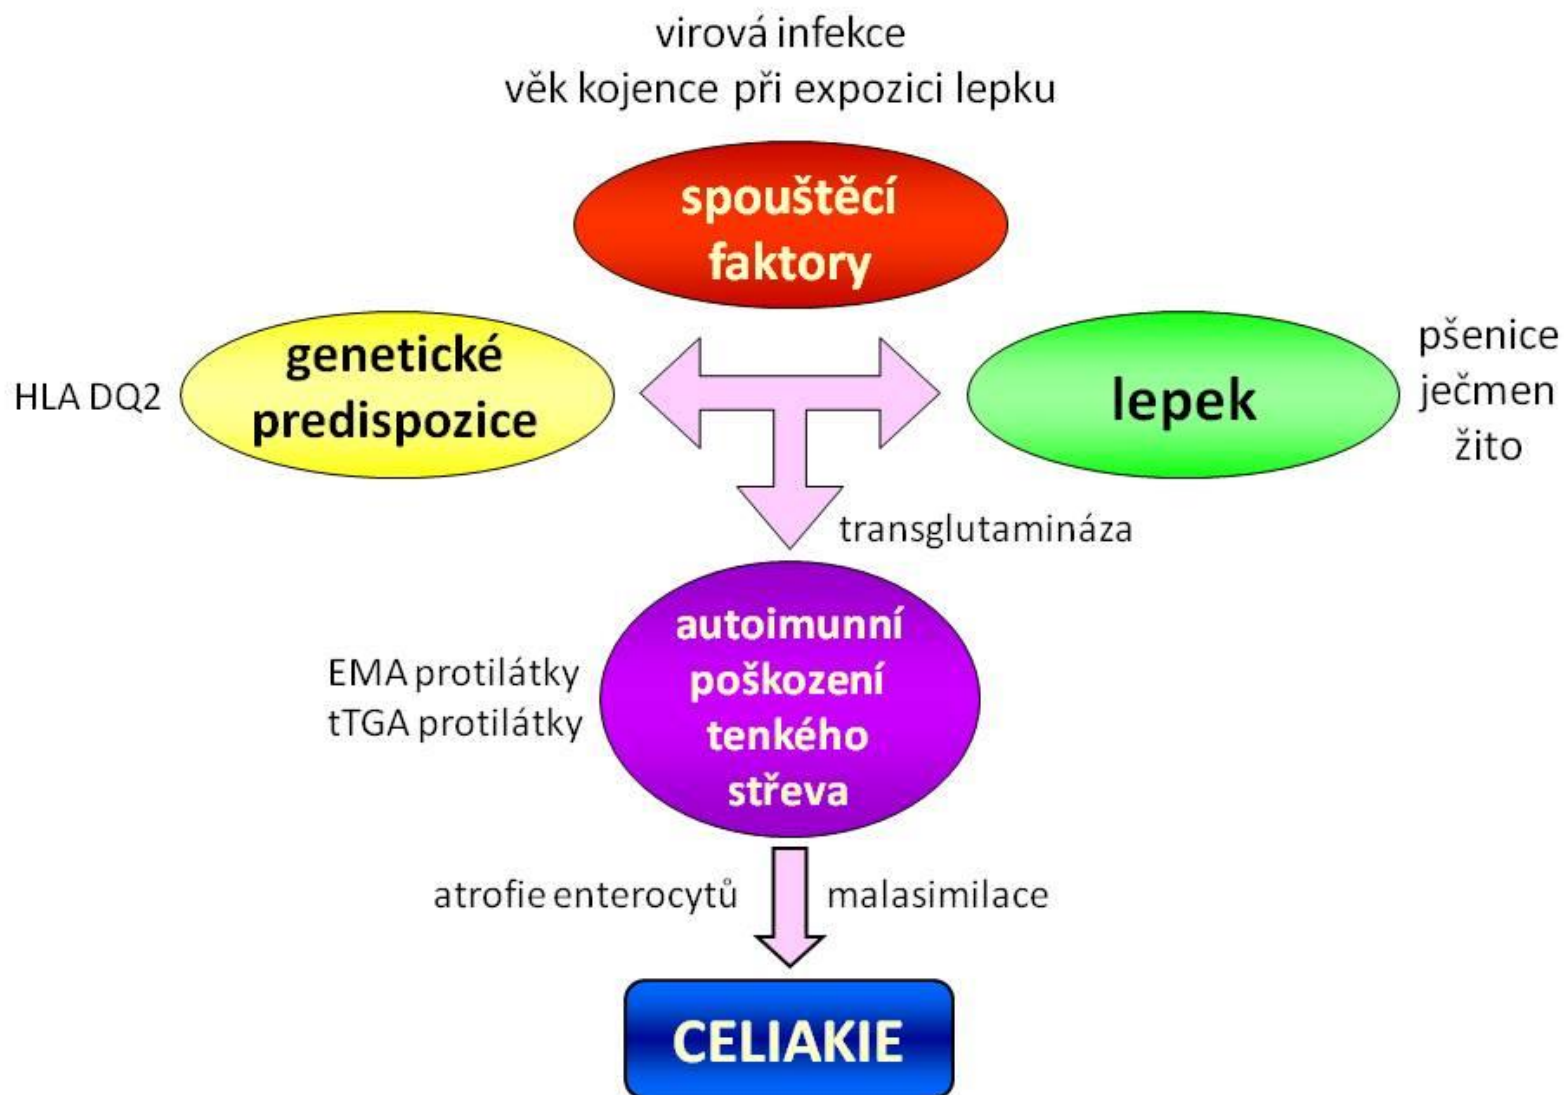 virová infekce
věk kojence při expozici lepku
spouštěcí
faktory
genetické
predispozice
HLA DQ2
lepek
pšenice
ječmen
žito
transglutamináza
autoimunní
poškození
tenkého
střeva
EMA protilátky
tTGA protilátky
atrofie enterocytů
malasimilace
CELIAKIE